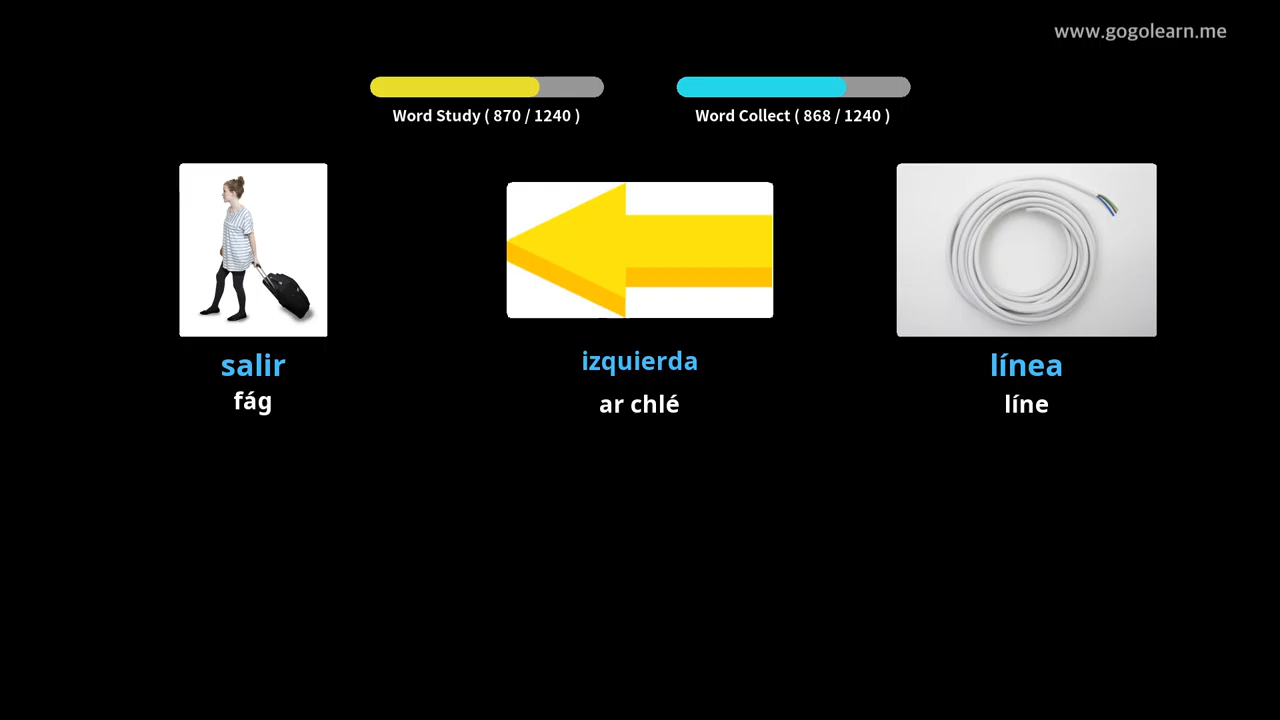 www.gogolearn.me
Word Study ( 870 / 1240 )
Word Collect ( 868 / 1240 )
salir
fág
izquierda
ar chlé
línea
líne